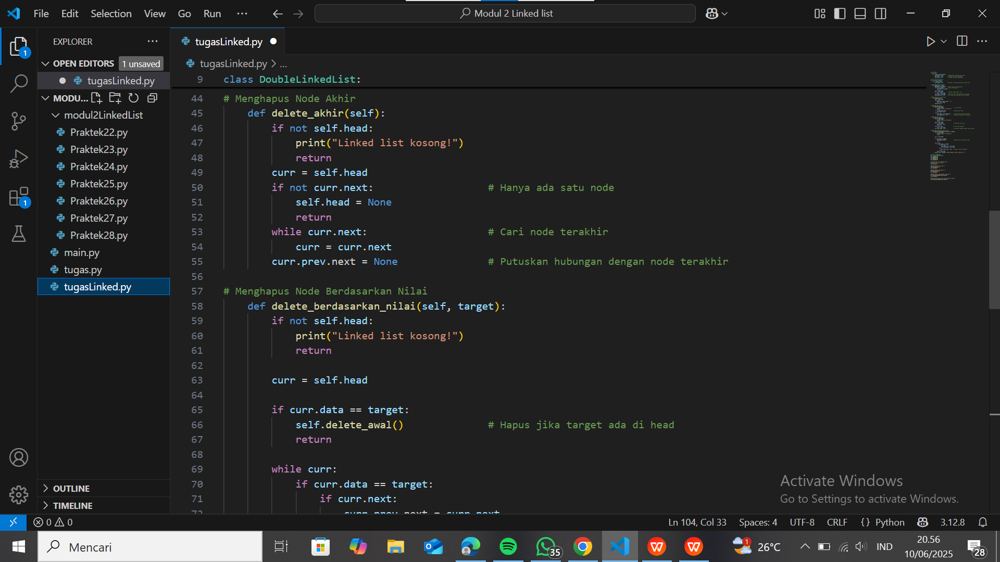 File Edit Selection View Go Run ··· Modul 2 Linked list
EXPLORER
OPEN EDITORS 1 unsaved
tugasLinked.py
MODU...
modul2LinkedList
Praktek22.py
Praktek23.py
Praktek24.py
Praktek25.py
Praktek26.py
Praktek27.py
Praktek28.py
main.py
tugas.py
tugasLinked.py
OUTLINE
TIMELINE
tugasLinked.py
tugasLinked.py > ...
9 class DoubleLinkedList:
44 # Menghapus Node Akhir
45 def delete_akhir(self):
46 if not self.head:
47 print("Linked list kosong!")
48 return
49 curr = self.head
50 if not curr.next: # Hanya ada satu node
51 self.head = None
52 return
53 while curr.next: # Cari node terakhir
54 curr = curr.next
55 curr.prev.next = None # Putuskan hubungan dengan node terakhir
56
57 # Menghapus Node Berdasarkan Nilai
58 def delete_berdasarkan_nilai(self, target):
59 if not self.head:
60 print("Linked list kosong!")
61 return
62
63 curr = self.head
64
65 if curr.data == target:
66 self.delete_awal() # Hapus jika target ada di head
67 return
68
69 while curr:
70 if curr.data == target:
71 if curr.next:
72 curr.prev.next = curr.next
Activate Windows
Go to Settings to activate Windows.
0 0 Ln 104, Col 33 Spaces: 4 UTF-8 CRLF {} Python 3.12.8
Mencari 35 1 26°C IND 20.56
10/06/2025 28